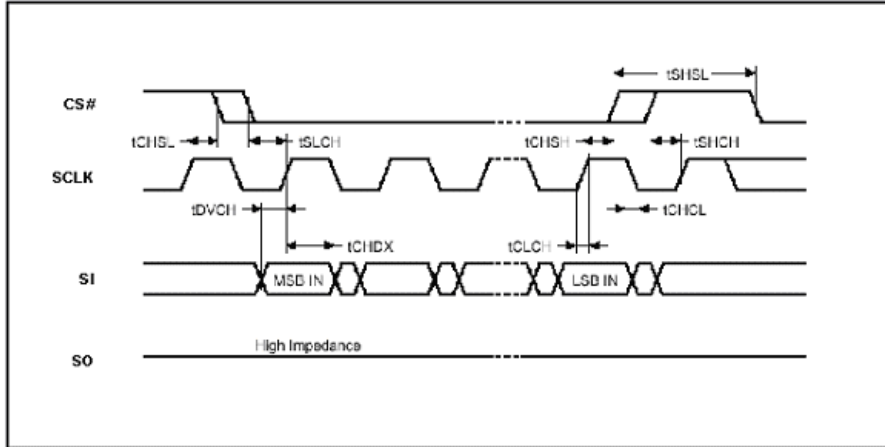 tSHSL
CS#
tCHSL
tSLCH
tCHSH
tSHCH
SCLK
tDVCH
tCHCL
tCHDX
tCLCH
SI
MSB IN
LSB IN
High Impedance
SO